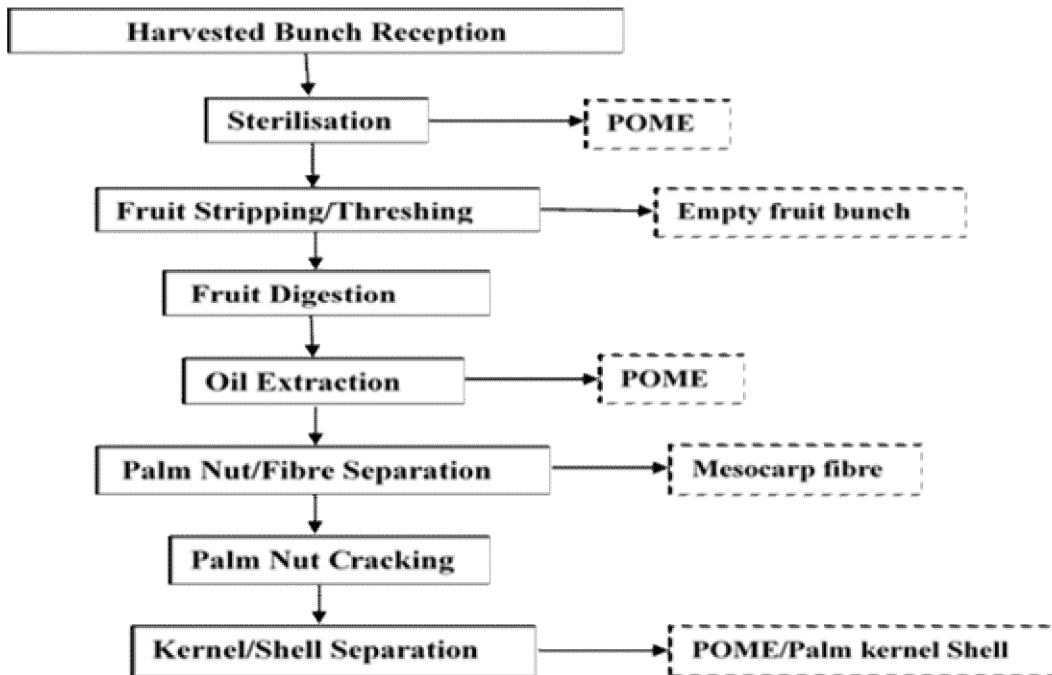 Harvested Bunch Reception
Sterilisation
POME
Fruit Stripping/Threshing
Empty fruit bunch
Fruit Digestion
Oil Extraction
POME
Palm Nut/Fibre Separation
Mesocarp fibre
Palm Nut Cracking
Kernel/Shell Separation
POME/Palm kernel Shell